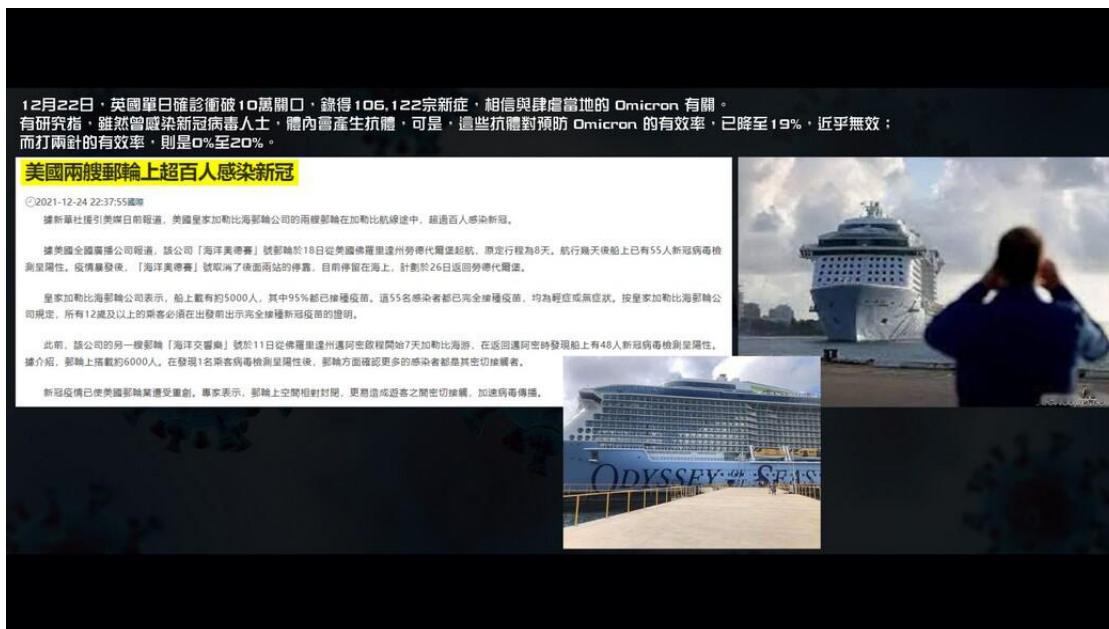 12月22日，英國單日確診衝破10萬關口，錄得106,122宗新症，相信與肆虐當地的 Omicron 有關。
有研究指，雖然曾感染新冠病毒人士，體內會產生抗體，可是，這些抗體對預防 Omicron 的有效率，已降至19%，近乎無效；
而打兩針的有效率，則是0%至20%。
美國兩艘郵輪上超百人感染新冠
2021-12-24 22:37:55國際
據新華社援引美媒日前報道，美國皇家加勒比海郵輪公司的兩艘郵輪在加勒比航線途中，超過百人感染新冠。
據美國全國廣播公司報道，該公司「海洋奧德賽」號郵輪於18日從美國佛羅里達州勞德代爾堡起航，原定行程為8天。航行幾天後船上已有55人新冠病毒檢
測呈陽性。疫情暴發後，「海洋奧德賽」號取消了後面兩站的停靠，目前停留在海上，計劃於26日返回勞德代爾堡。
皇家加勒比海郵輪公司表示，船上載有約5000人，其中95%都已接種疫苗。這55名感染者都已完全接種疫苗，均為輕症或無症狀。按皇家加勒比海郵輪公
司規定，所有12歲及以上的乘客必須在出發前出示完全接種新冠疫苗的證明。
此前，該公司的另一艘郵輪「海洋交響樂」號於11日從佛羅里達州邁阿密啟程開始7天加勒比海游，在返回邁阿密時發現船上有48人新冠病毒檢測呈陽性。
據介紹，郵輪上搭載約6000人。在發現1名乘客病毒檢測呈陽性後，郵輪方面確認更多的感染者都是其密切接觸者。
新冠疫情已使美國郵輪業遭受重創。專家表示，郵輪上空間相對封閉，更易造成遊客之間密切接觸，加速病毒傳播。
ODYSSEY OF THE SEAS